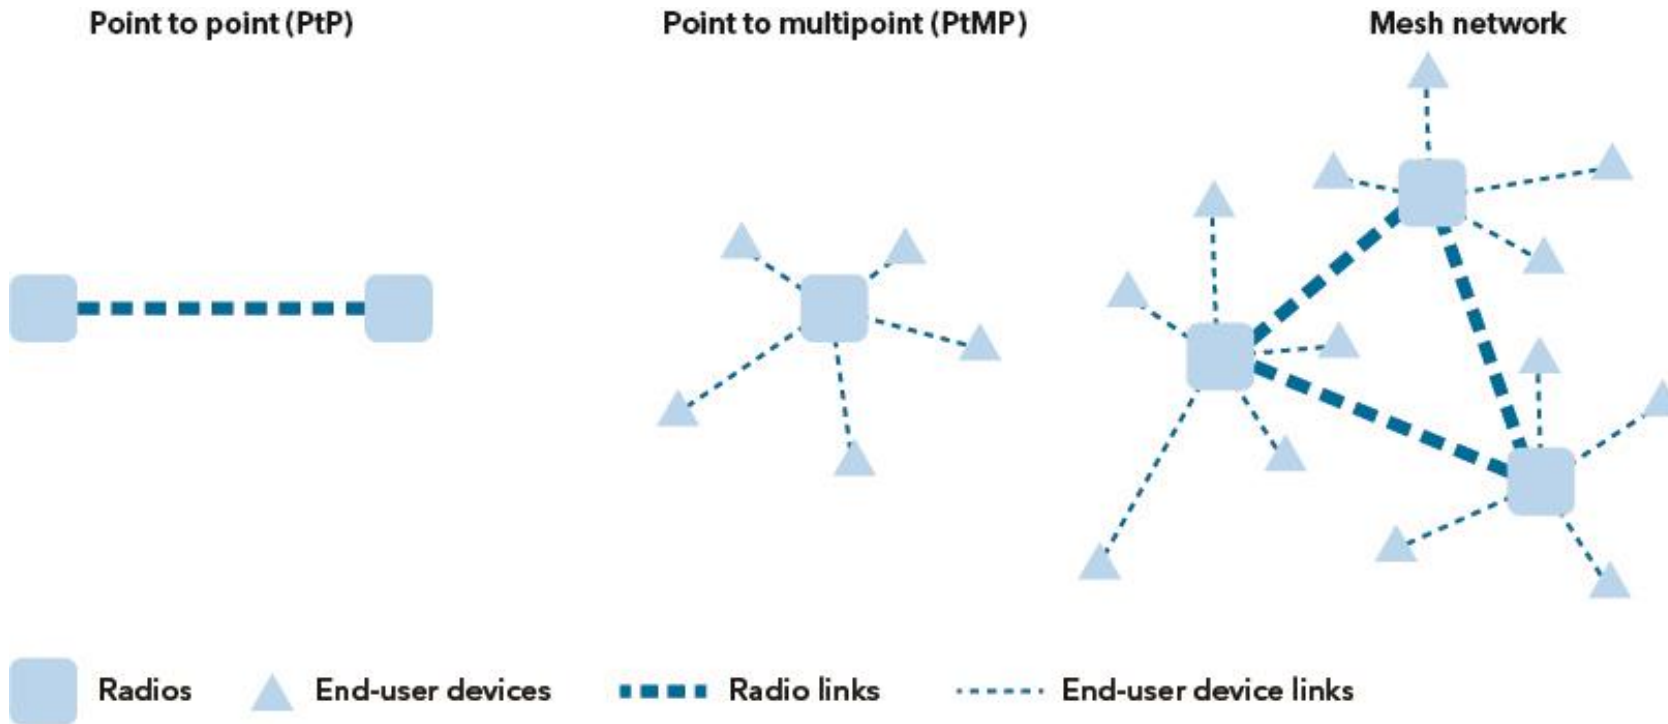 Point to point (PtP)
Point to multipoint (PtMP)
Mesh network
Radios
End-user devices
Radio links
End-user device links